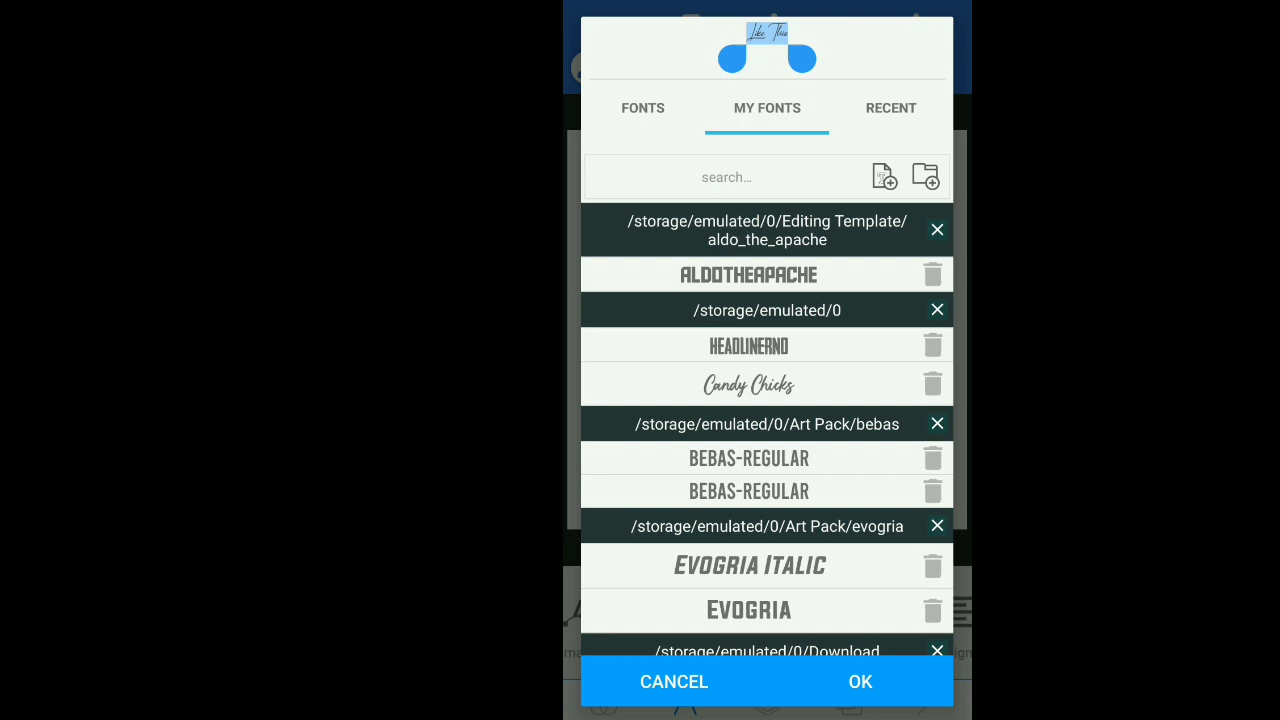 Like This
FONTS
MY FONTS
RECENT
search...
/storage/emulated/0/Editing Template/
aldo_the_apache
ALDOTHEAPACHE
/storage/emulated/0
HEADLINERNO
Candy Chicks
/storage/emulated/0/Art Pack/bebas
BEBAS-REGULAR
BEBAS-REGULAR
/storage/emulated/0/Art Pack/evogria
EVOGRIA ITALIC
EVOGRIA
/storage/emulated/0/Download
CANCEL
OK